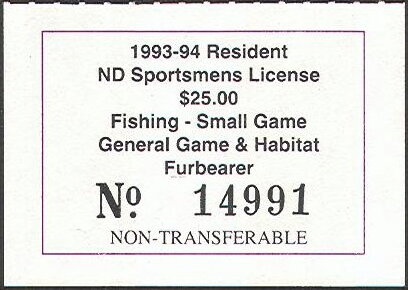 1993-94 Resident
ND Sportsmens License
$25.00
Fishing - Small Game
General Game & Habitat
Furbearer
No. 14991
NON-TRANSFERABLE